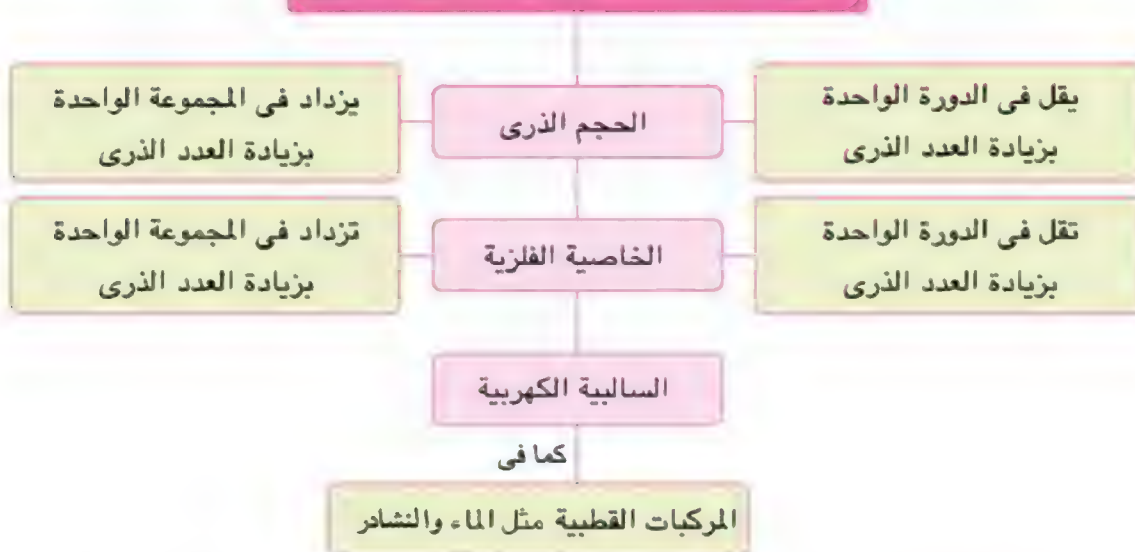 يقل فى الدورة الواحدة
بزيادة العدد الذرى
الحجم الذرى
يزداد فى المجموعة الواحدة
بزيادة العدد الذرى
تقل فى الدورة الواحدة
بزيادة العدد الذرى
الخاصية الفلزية
تزداد فى المجموعة الواحدة
بزيادة العدد الذرى
السالبية الكهربية
كما فى
المركبات القطبية مثل الماء والنشادر